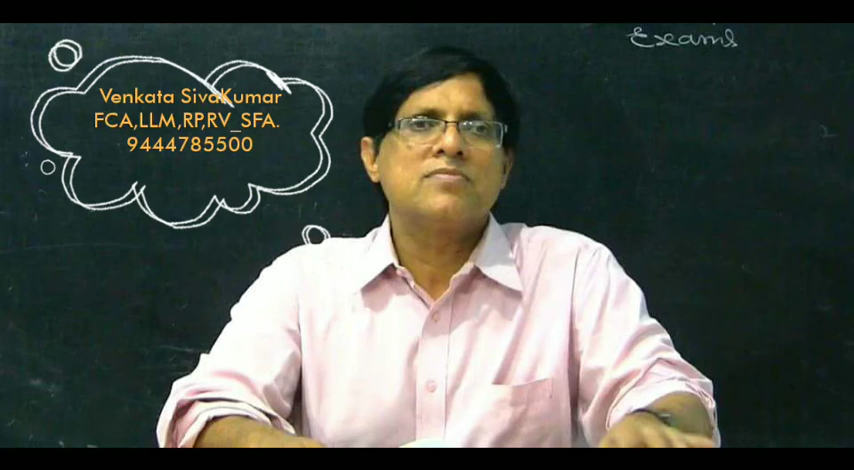 Exams
Venkata SivaKumar
FCA,LLM,RP,RV_SFA.
9444785500